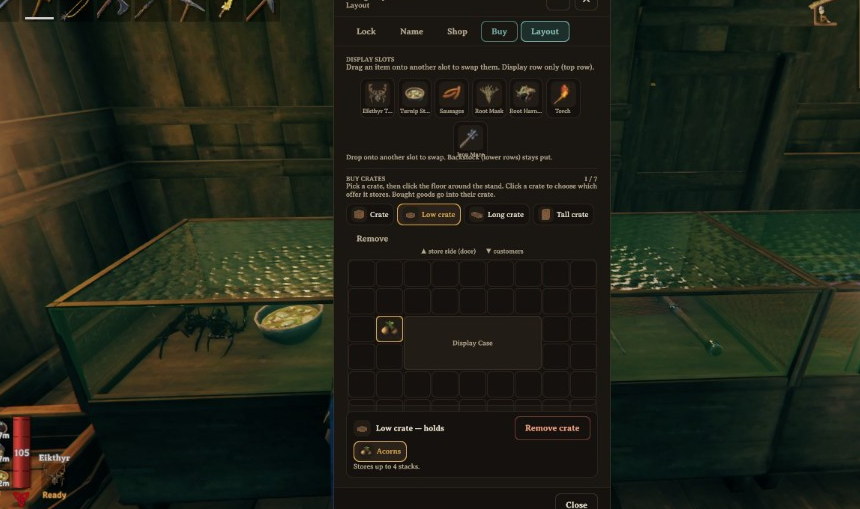 Layout
Lock Name Shop Buy Layout
DISPLAY SLOTS
Drag an item onto another slot to swap them. Display row only (top row).
Eikthyr T... Turnip St... Sausages Root Mask Root Harn... Torch
Drop onto another slot to swap. Backstock (lower rows) stays put.
BUY CRATES 1 / 7
Pick a crate, then click the floor around the stand. Click a crate to choose which
offer it stores. Bought goods go into their crate.
Crate Low crate Long crate Tall crate
Remove
▲ store side (door) ▼ customers
Display Case
Low crate — holds Remove crate
Acorns
Stores up to 4 stacks.
Close
105
Eikthyr
Ready